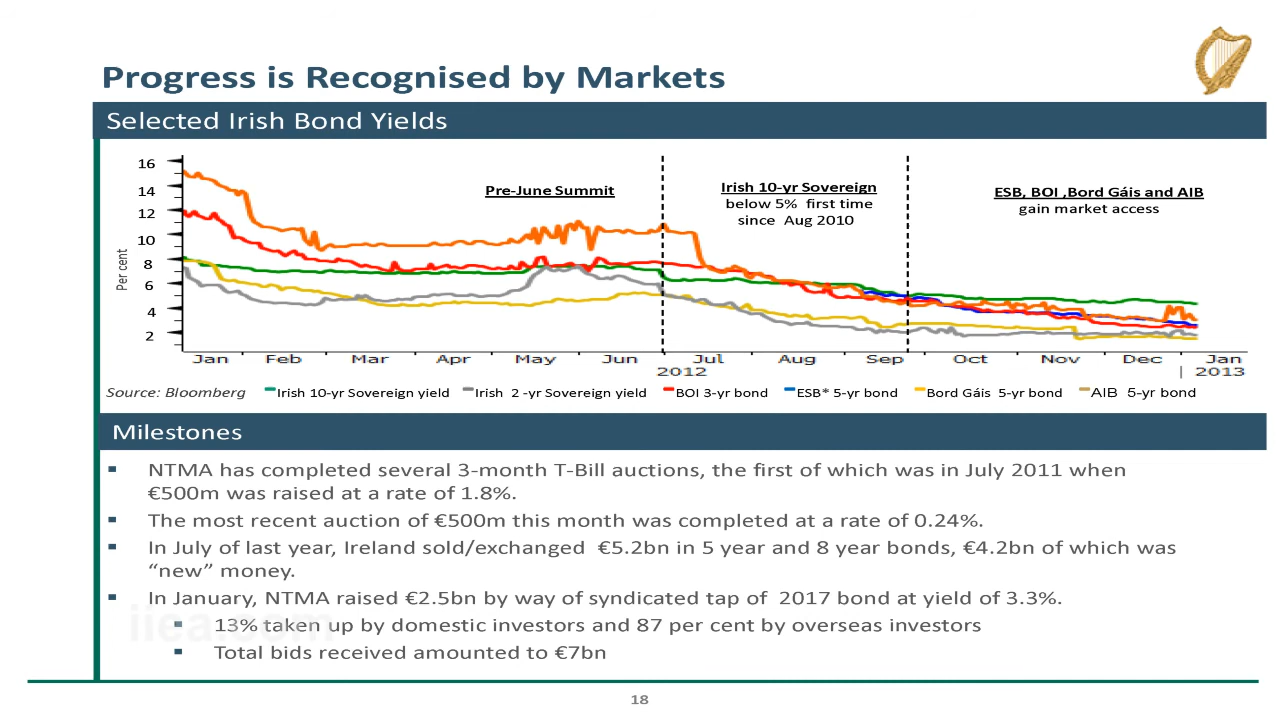 Progress is Recognised by Markets
Selected Irish Bond Yields
Per cent
16
14
12
10
8
6
4
2
Pre-June Summit
Irish 10-yr Sovereign
below 5% first time
since Aug 2010
ESB, BOI ,Bord Gáis and AIB
gain market access
Jan Feb Mar Apr May Jun Jul Aug Sep Oct Nov Dec Jan
2012 | 2013
Source: Bloomberg Irish 10-yr Sovereign yield Irish 2 -yr Sovereign yield BOI 3-yr bond ESB* 5-yr bond Bord Gáis 5-yr bond AIB 5-yr bond
Milestones
▪ NTMA has completed several 3-month T-Bill auctions, the first of which was in July 2011 when
€500m was raised at a rate of 1.8%.
▪ The most recent auction of €500m this month was completed at a rate of 0.24%.
▪ In July of last year, Ireland sold/exchanged €5.2bn in 5 year and 8 year bonds, €4.2bn of which was
“new” money.
▪ In January, NTMA raised €2.5bn by way of syndicated tap of 2017 bond at yield of 3.3%.
▪ 13% taken up by domestic investors and 87 per cent by overseas investors
▪ Total bids received amounted to €7bn
iiea.com
18